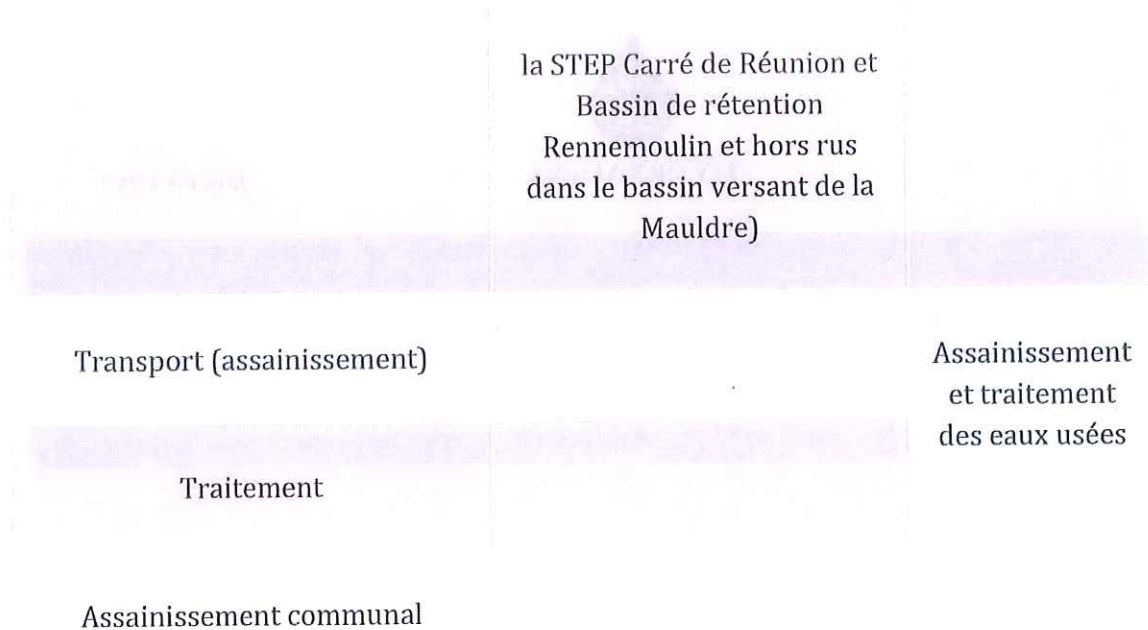 la STEP Carré de Réunion et
Bassin de rétention
Rennemoulin et hors rus
dans le bassin versant de la
Mauldre)
Transport (assainissement)
Assainissement
et traitement
des eaux usées
Traitement
Assainissement communal